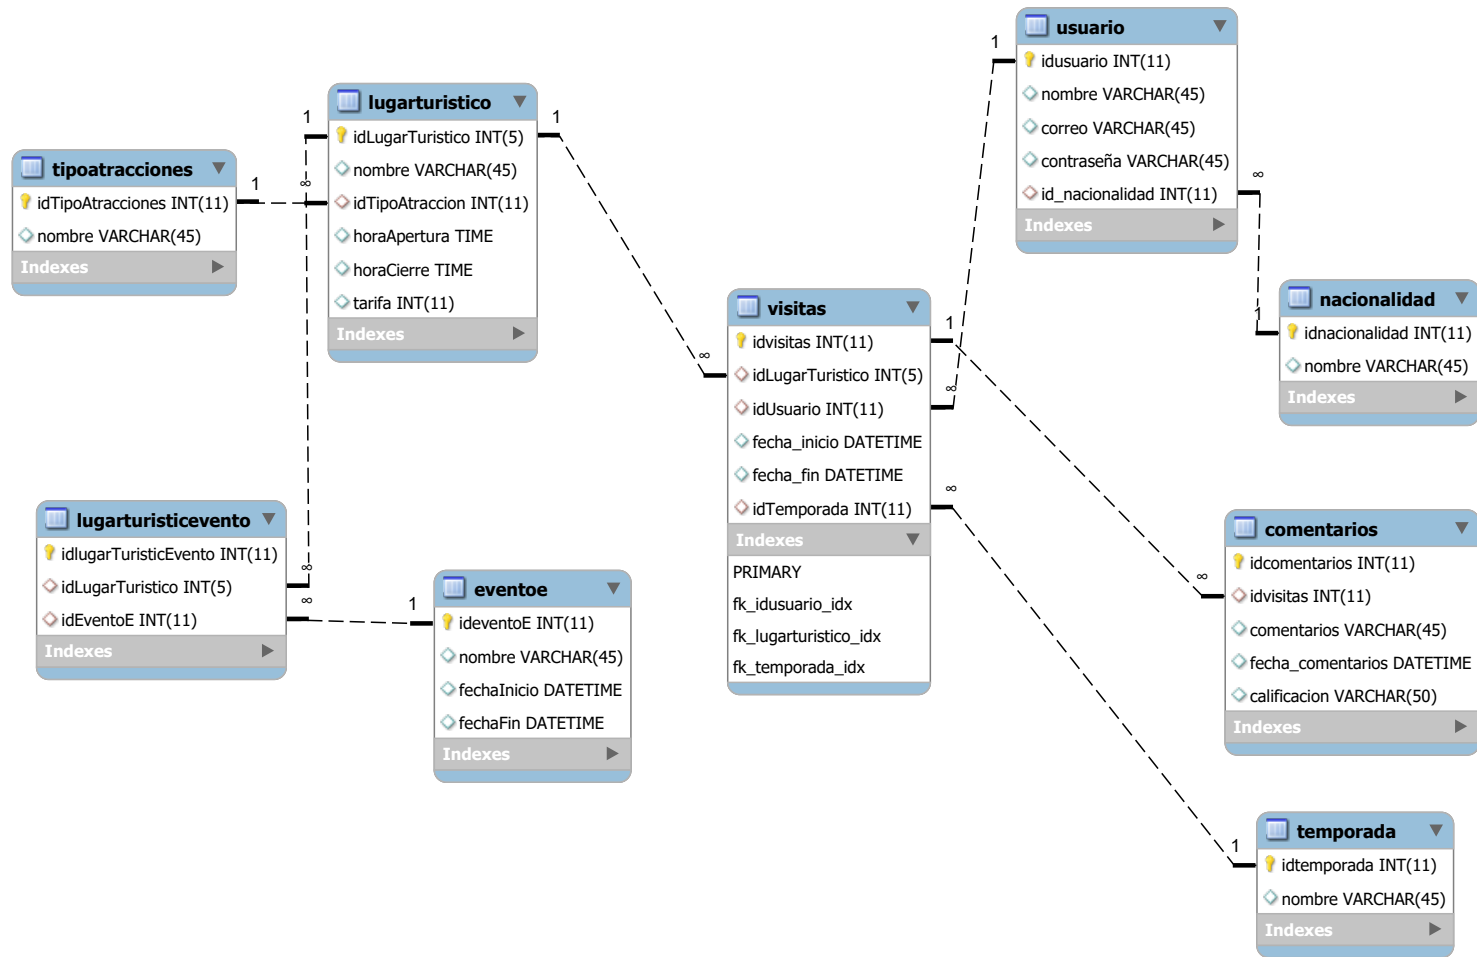 tipoatracciones
idTipoAtracciones INT(11)
nombre VARCHAR(45)
Indexes
1
∞
1
lugarturistico
idLugarTuristico INT(5)
nombre VARCHAR(45)
idTipoAtraccion INT(11)
horaApertura TIME
horaCierre TIME
tarifa INT(11)
Indexes
1
∞
lugarturisticevento
idlugarTuristicEvento INT(11)
idLugarTuristico INT(5)
idEventoE INT(11)
Indexes
∞
∞
1
eventoe
ideventoE INT(11)
nombre VARCHAR(45)
fechaInicio DATETIME
fechaFin DATETIME
Indexes
visitas
idvisitas INT(11)
idLugarTuristico INT(5)
idUsuario INT(11)
fecha_inicio DATETIME
fecha_fin DATETIME
idTemporada INT(11)
Indexes
PRIMARY
fk_idusuario_idx
fk_lugarturistico_idx
fk_temporada_idx
1
∞
∞
1
usuario
idusuario INT(11)
nombre VARCHAR(45)
correo VARCHAR(45)
contraseña VARCHAR(45)
id_nacionalidad INT(11)
Indexes
∞
1
nacionalidad
idnacionalidad INT(11)
nombre VARCHAR(45)
Indexes
∞
comentarios
idcomentarios INT(11)
idvisitas INT(11)
comentarios VARCHAR(45)
fecha_comentarios DATETIME
calificacion VARCHAR(50)
Indexes
1
temporada
idtemporada INT(11)
nombre VARCHAR(45)
Indexes